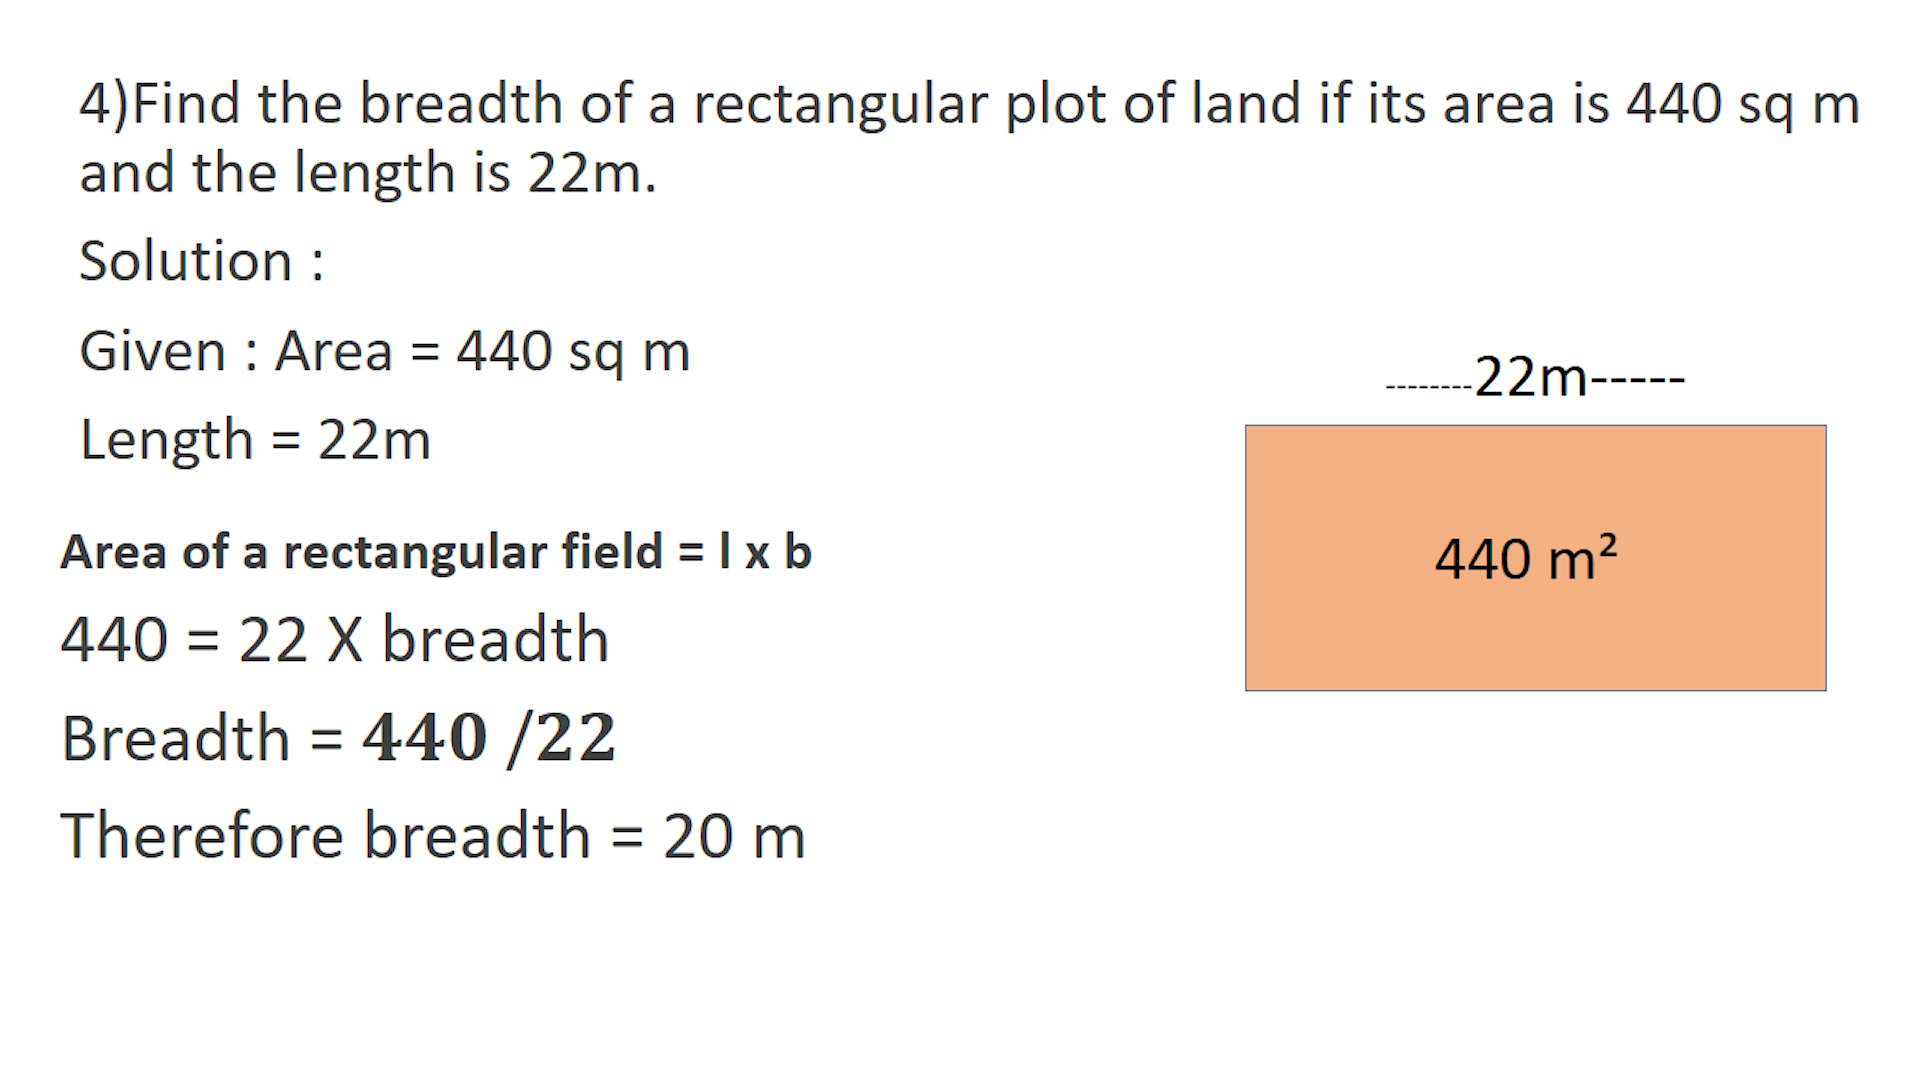 4)Find the breadth of a rectangular plot of land if its area is 440 sq m
and the length is 22m.
Solution :
Given : Area = 440 sq m
Length = 22m
--------22m-----
440 m²
Area of a rectangular field = l x b
440 = 22 X breadth
Breadth = 440 /22
Therefore breadth = 20 m